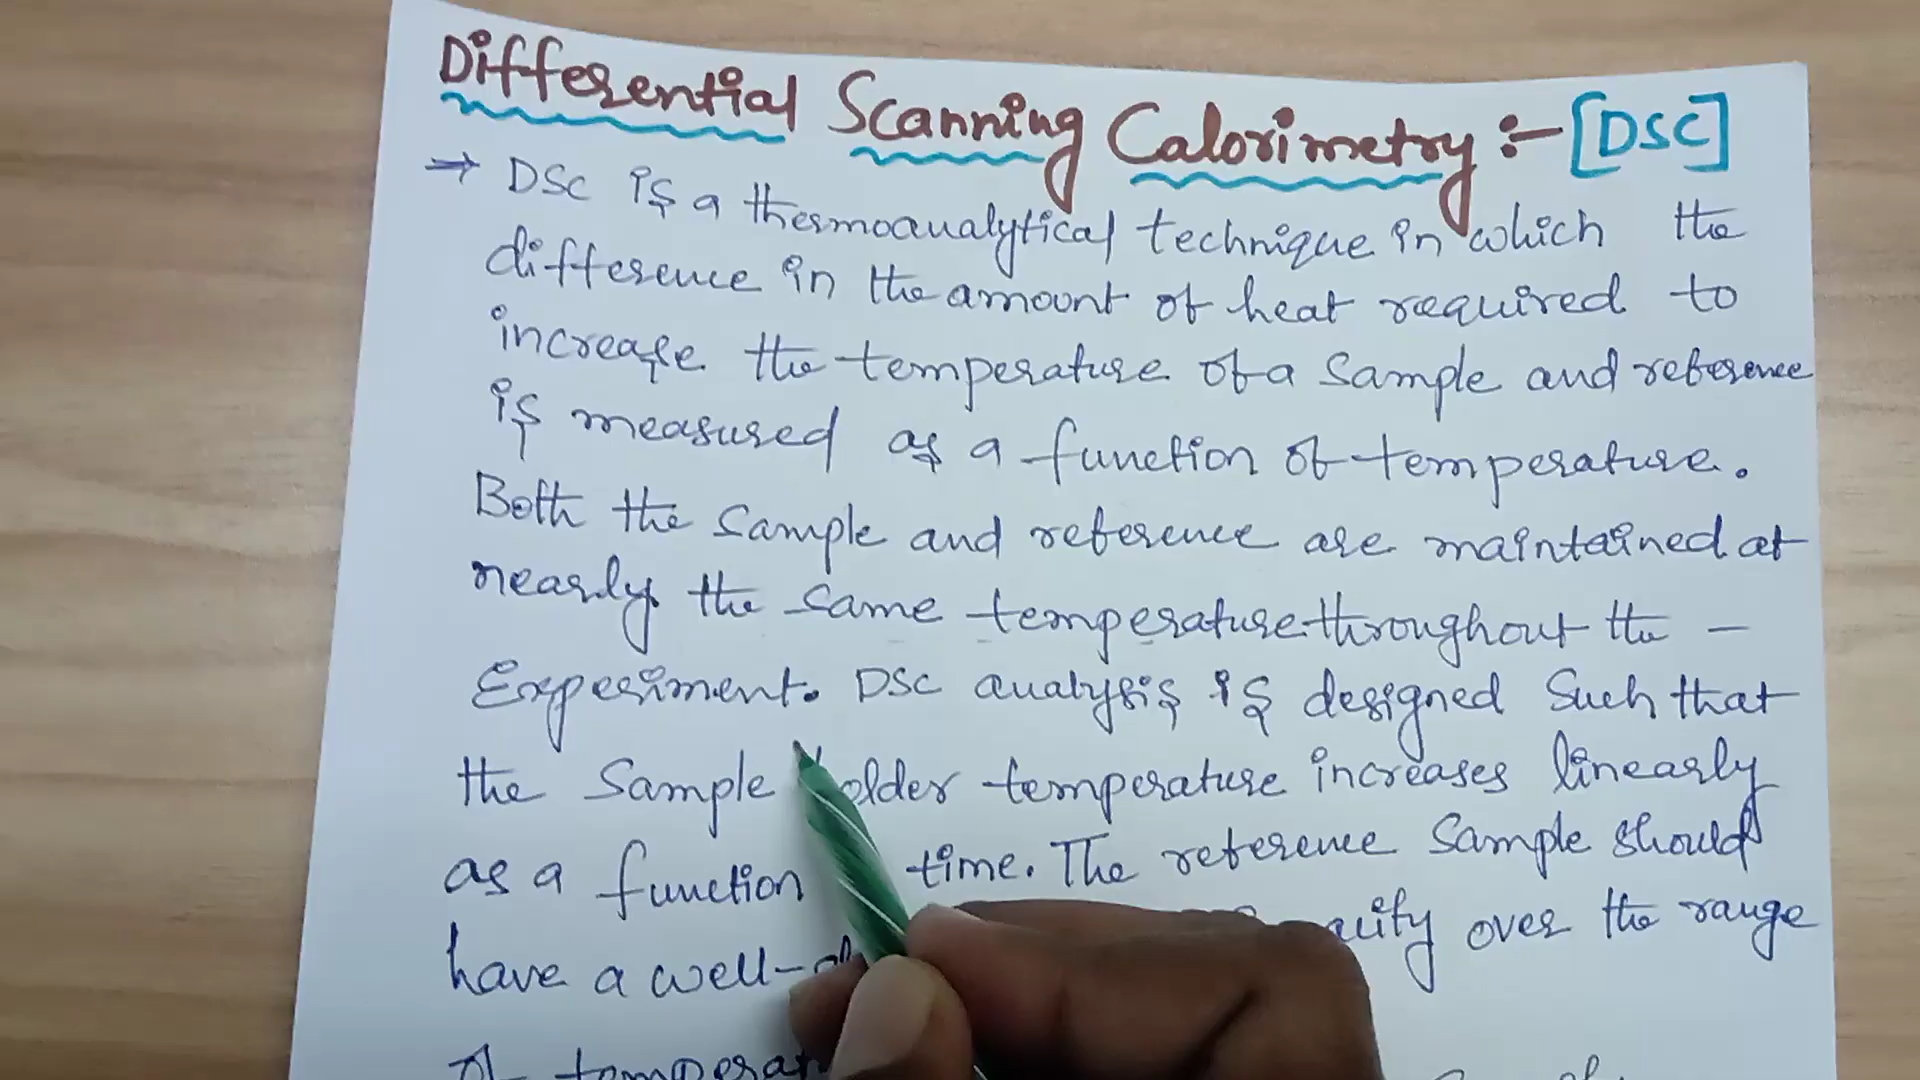 Differential Scanning Calorimetry :- [DSC]
→ DSC is a thermoanalytical technique in which the
difference in the amount of heat required to
increase the temperature of a sample and reference
is measured as a function of temperature.
Both the sample and reference are maintained at
nearly the same temperature throughout the -
Experiment. DSC analysis is designed such that
the sample holder temperature increases linearly
as a function time. The reference sample should
have a well- over the range
of